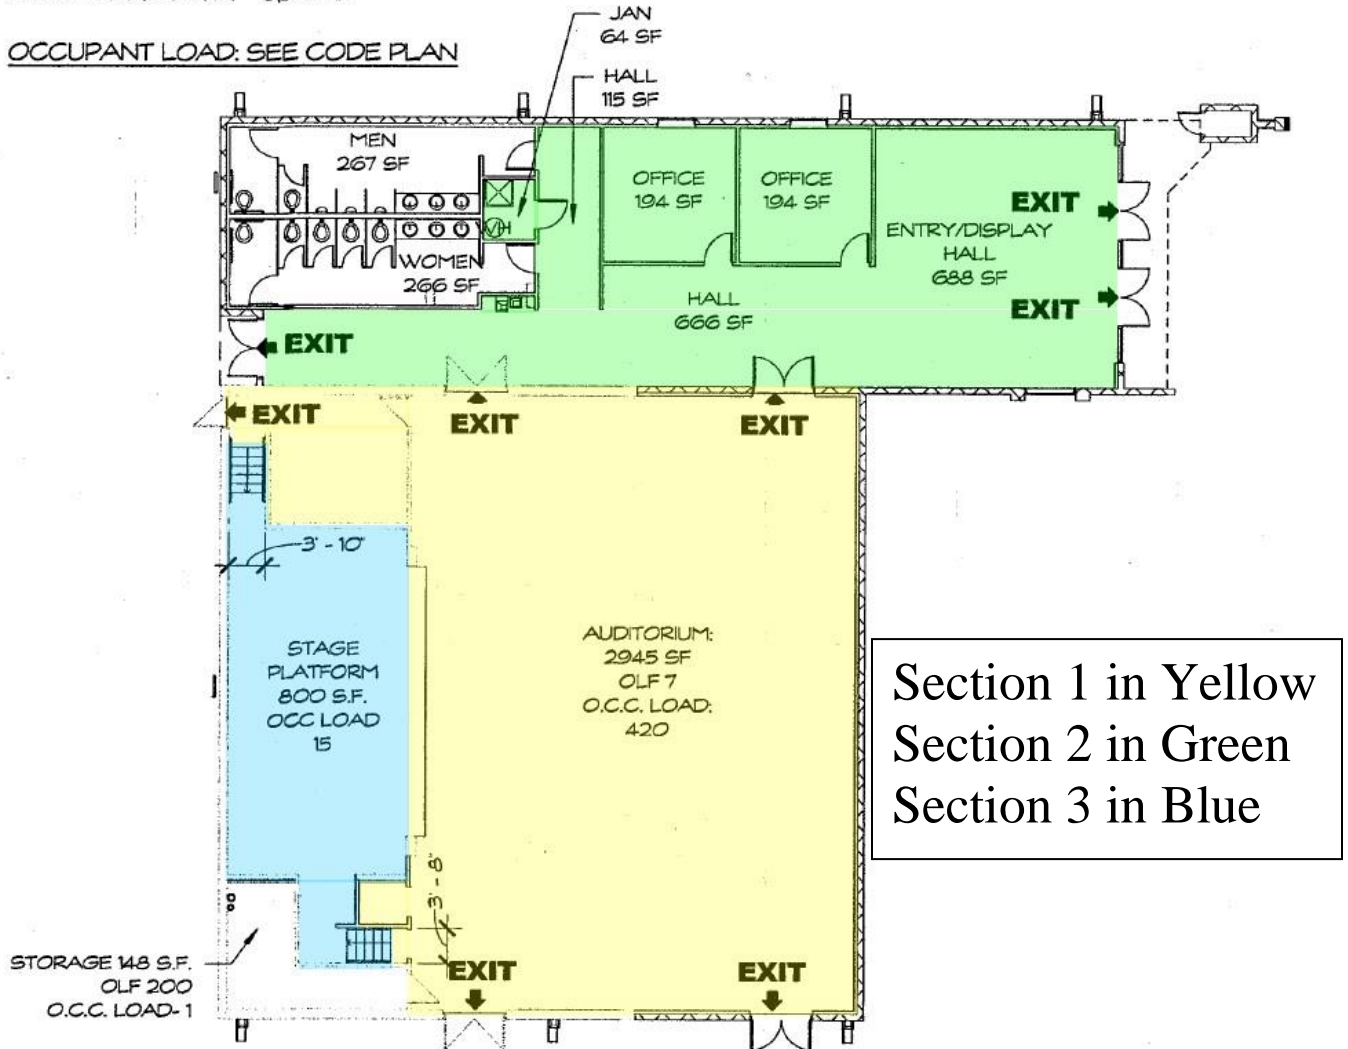 OCCUPANT LOAD: SEE CODE PLAN
JAN
64 SF
HALL
115 SF
MEN
267 SF
OFFICE
194 SF
OFFICE
194 SF
EXIT
ENTRY/DISPLAY
HALL
688 SF
EXIT
WH
WOMEN
266 SF
HALL
666 SF
EXIT
EXIT
EXIT
EXIT
3' - 10"
STAGE
PLATFORM
800 S.F.
OCC LOAD
15
AUDITORIUM:
2945 SF
OLF 7
O.C.C. LOAD:
420
Section 1 in Yellow
Section 2 in Green
Section 3 in Blue
3' - 8"
STORAGE 148 S.F.
OLF 200
O.C.C. LOAD- 1
EXIT
EXIT